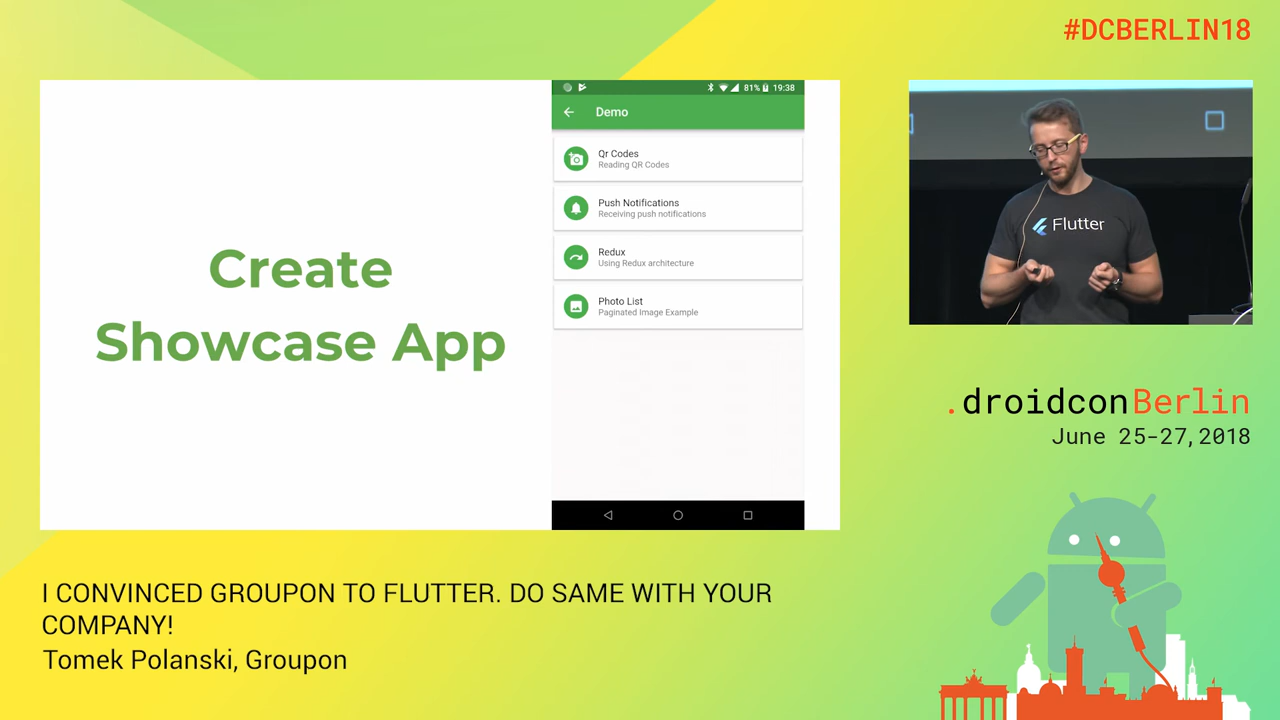 #DCBERLIN18
81% 19:38
Demo
Qr Codes
Reading QR Codes
Push Notifications
Receiving push notifications
Redux
Using Redux architecture
Photo List
Paginated Image Example
Create
Showcase App
Flutter
.droidconBerlin
June 25-27, 2018
I CONVINCED GROUPON TO FLUTTER. DO SAME WITH YOUR
COMPANY!
Tomek Polanski, Groupon